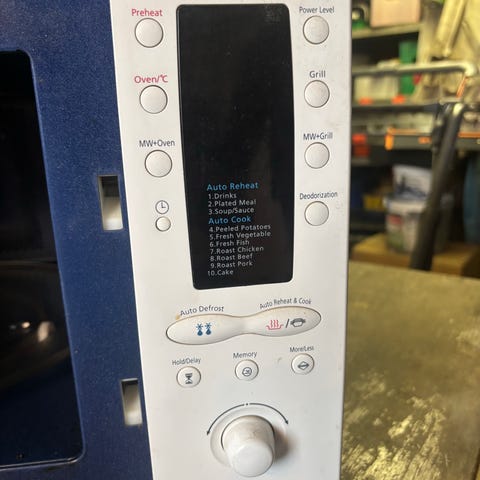 Preheat
Power Level
Oven/°C
Grill
MW+Oven
MW+Grill
Deodorization
Auto Reheat
1.Drinks
2.Plated Meal
3.Soup/Sauce
Auto Cook
4.Peeled Potatoes
5.Fresh Vegetable
6.Fresh Fish
7.Roast Chicken
8.Roast Beef
9.Roast Pork
10.Cake
Auto Defrost
Auto Reheat & Cook
Hold/Delay
Memory
More/Less